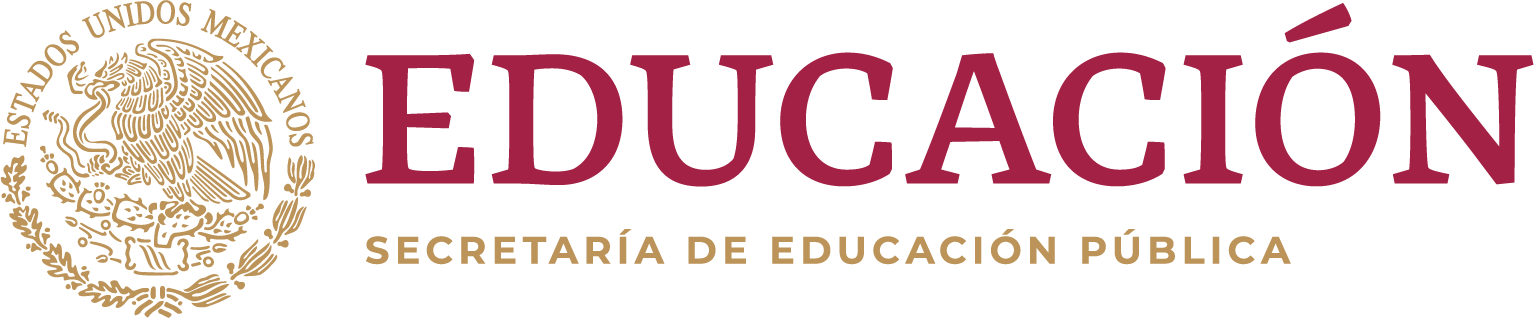 ESTADOS UNIDOS MEXICANOS
EDUCACIÓN
SECRETARÍA DE EDUCACIÓN PÚBLICA